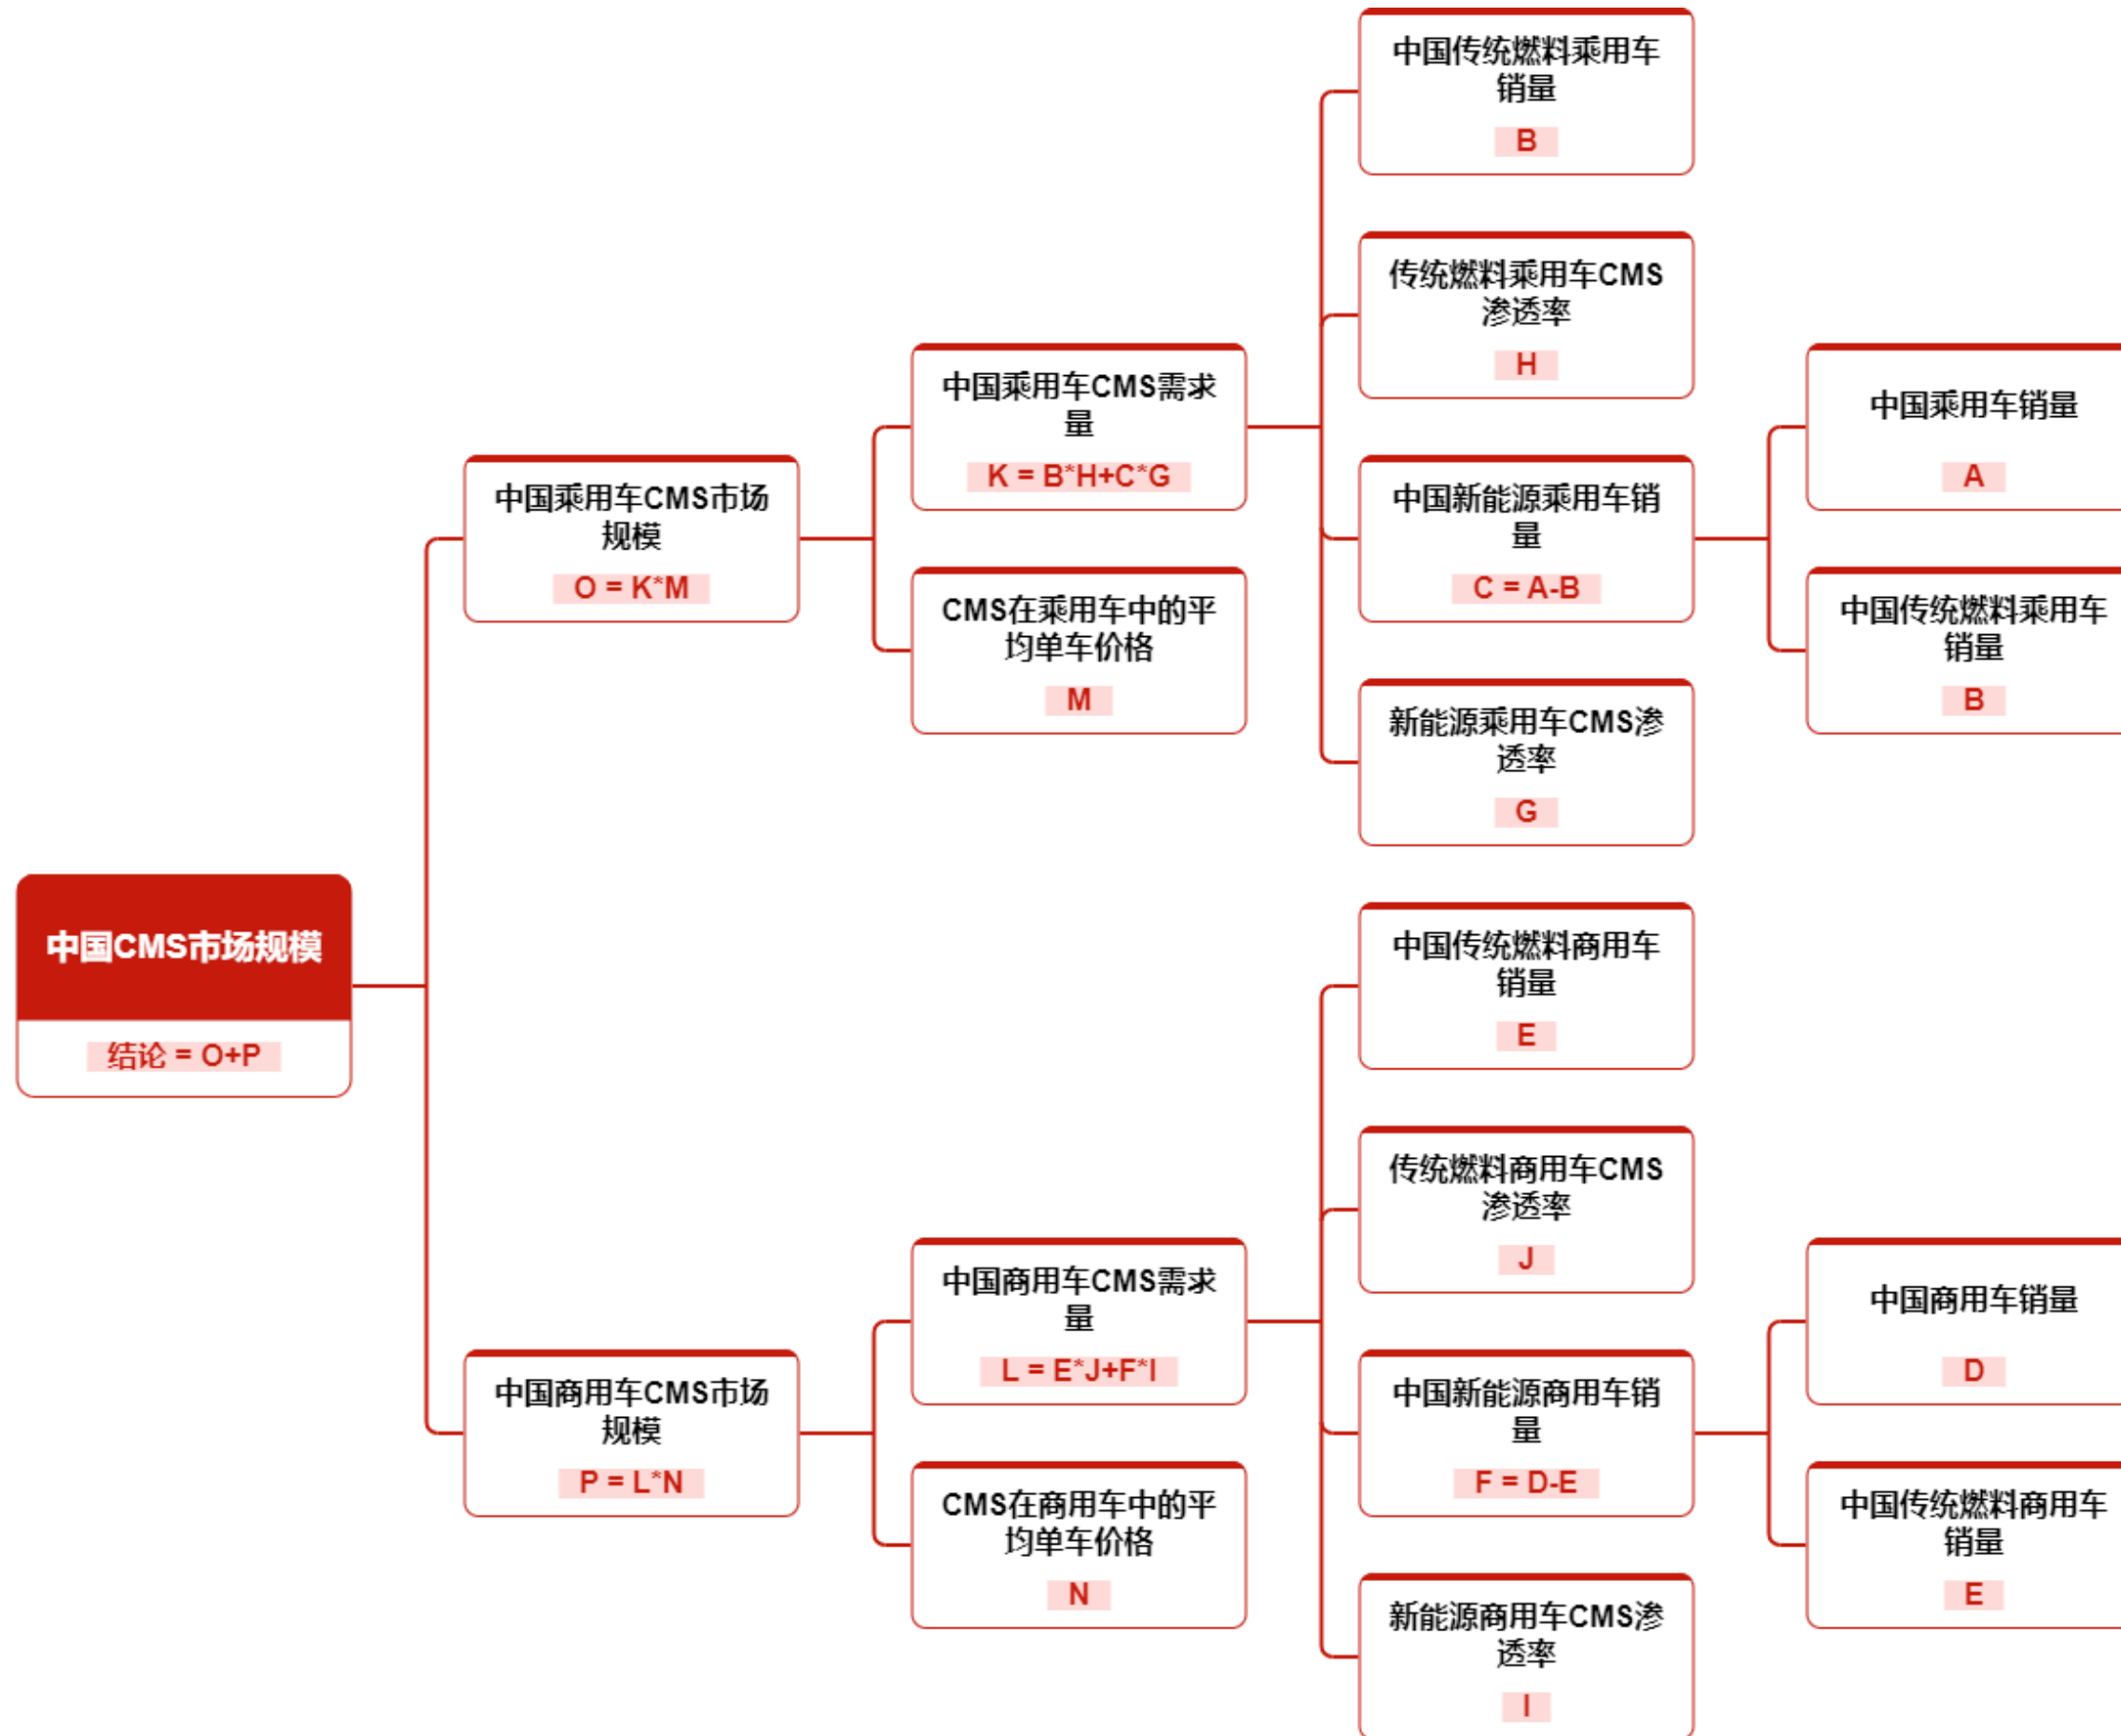 中国CMS市场规模
结论 = O+P
中国乘用车CMS市场
规模
O = K*M
中国乘用车CMS需求
量
K = B*H+C*G
中国传统燃料乘用车
销量
B
传统燃料乘用车CMS
渗透率
H
中国新能源乘用车销
量
C = A-B
中国乘用车销量
A
中国传统燃料乘用车
销量
B
新能源乘用车CMS渗
透率
G
CMS在乘用车中的平
均单车价格
M
中国商用车CMS市场
规模
P = L*N
中国商用车CMS需求
量
L = E*J+F*I
中国传统燃料商用车
销量
E
传统燃料商用车CMS
渗透率
J
中国新能源商用车销
量
F = D-E
中国商用车销量
D
中国传统燃料商用车
销量
E
新能源商用车CMS渗
透率
I
CMS在商用车中的平
均单车价格
N